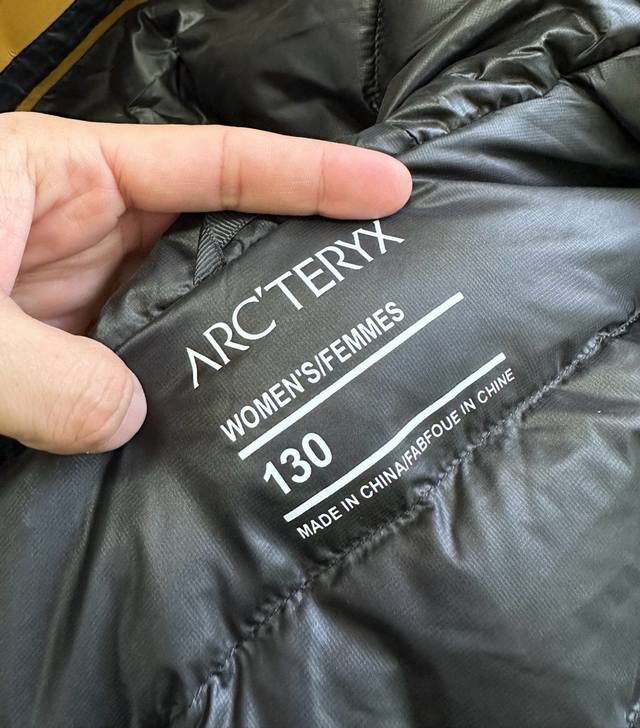 ARC'TERYX
WOMEN'S/FEMMES
130
MADE IN CHINA/FABFOUE IN CHINE